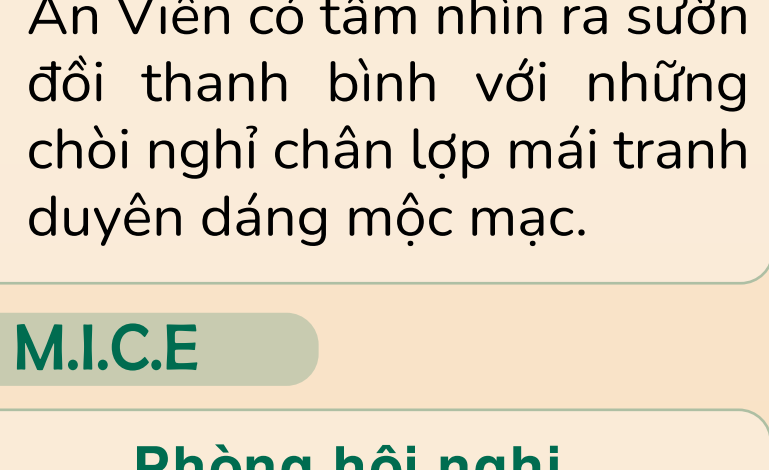 An Viên có tầm nhìn ra sườn
đồi thanh bình với những
chòi nghỉ chân lợp mái tranh
duyên dáng mộc mạc.
M.I.C.E
Phòng hội nghị